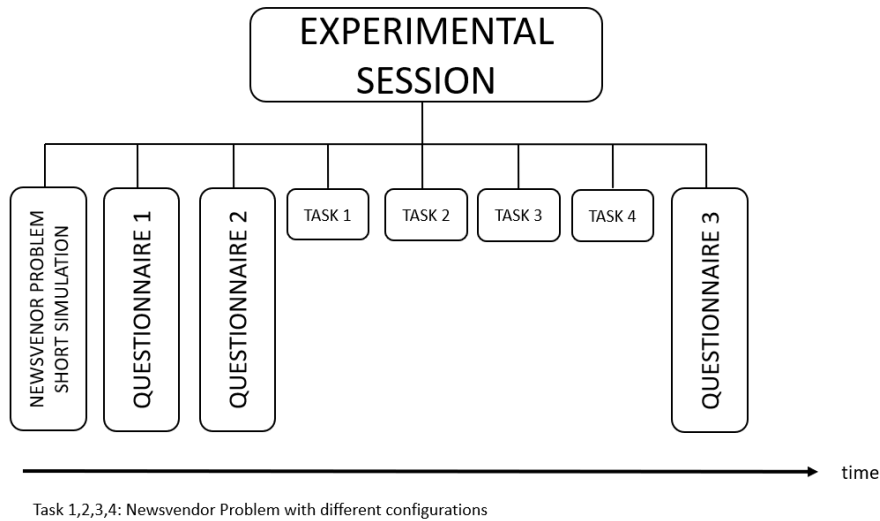 EXPERIMENTAL
SESSION
NEWSVENOR PROBLEM
SHORT SIMULATION
QUESTIONNAIRE 1
QUESTIONNAIRE 2
TASK 1
TASK 2
TASK 3
TASK 4
QUESTIONNAIRE 3
time
Task 1,2,3,4: Newsvendor Problem with different configurations